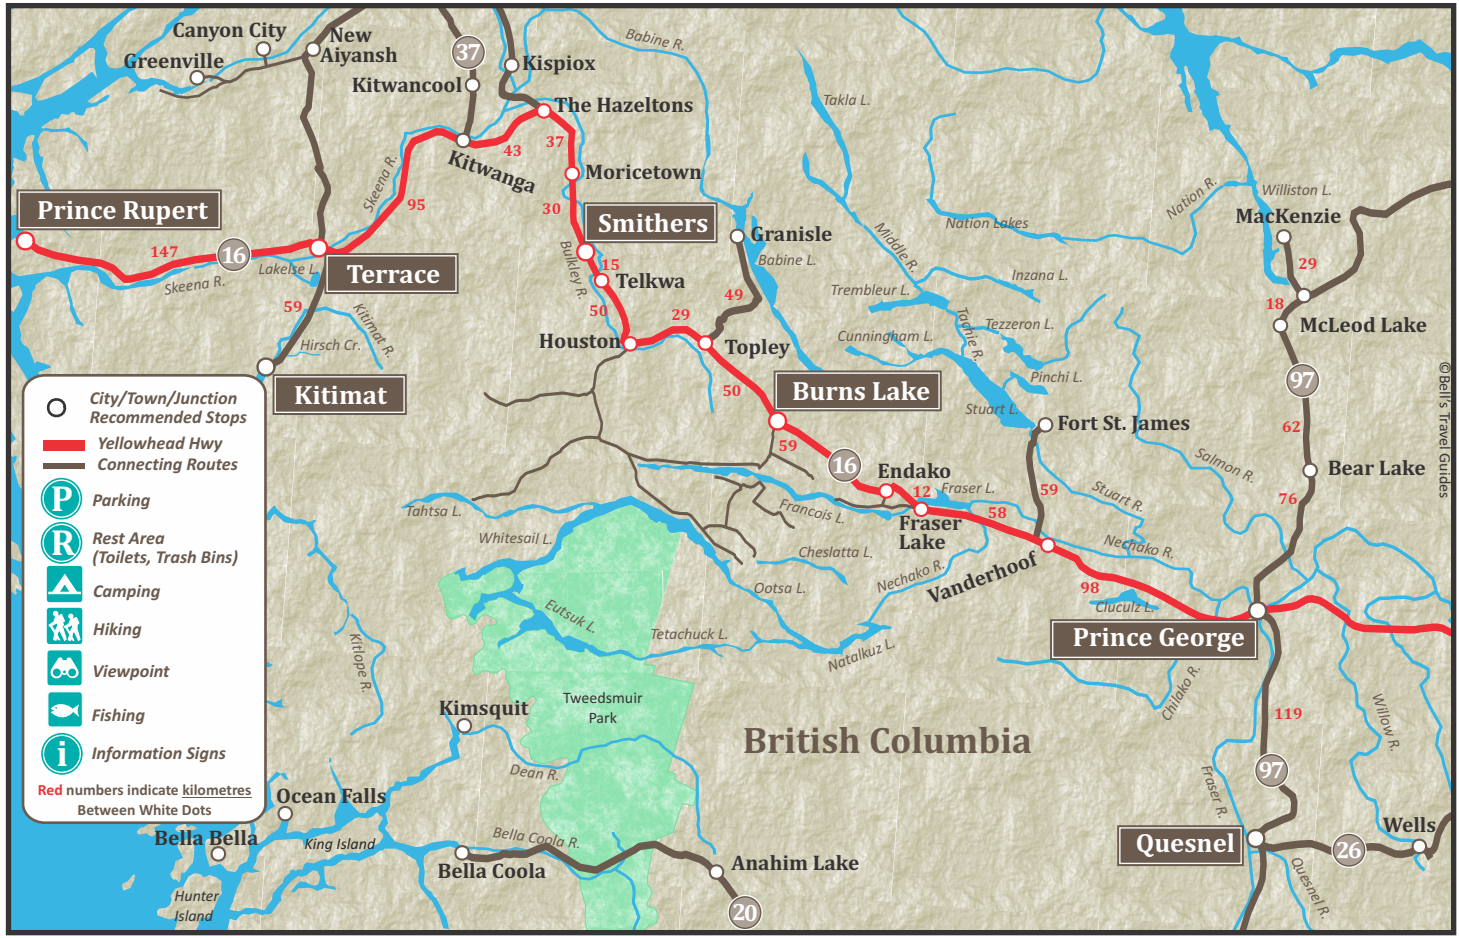 Canyon City
New
Aiyansh
Greenville
37
Kispiox
Kitwancool
Babine R.
The Hazeltons
Takla L.
Skeena R.
Kitwanga
43
37
Moricetown
95
30
Prince Rupert
147
16
Skeena R.
Lakelse L.
Terrace
Smithers
Bulkley R.
15
Telkwa
50
Granisle
Babine L.
49
Houston
29
Topley
Middle R.
Nation Lakes
Nation R.
Williston L.
MacKenzie
29
18
McLeod Lake
Inzana L.
Trembleur L.
Tachie R.
Tezzeron L.
Cunningham L.
Pinchi L.
Stuart L.
59
Kitimat R.
Hirsch Cr.
Kitimat
50
Burns Lake
59
16
Fort St. James
97
62
Bear Lake
76
Salmon R.
Stuart R.
59
Endako
12
Fraser L.
58
Fraser
Lake
Francois L.
Vanderhoof
Nechako R.
98
Cluculz L.
Prince George
Tahtsa L.
Whitesail L.
Cheslatta L.
Ootsa L.
Nechako R.
Eutsuk L.
Tetachuck L.
Natalkuz L.
Tweedsmuir
Park
British Columbia
Chilako R.
119
Willow R.
97
Fraser R.
Quesnel
26
Wells
Quesnel R.
Kitlope R.
Kimsquit
Dean R.
Ocean Falls
Bella Bella
King Island
Hunter
Island
Bella Coola R.
Bella Coola
Anahim Lake
20
City/Town/Junction
Recommended Stops
Yellowhead Hwy
Connecting Routes
P Parking
R Rest Area
(Toilets, Trash Bins)
Camping
Hiking
Viewpoint
Fishing
i Information Signs
Red numbers indicate kilometres
Between White Dots
©Bell's Travel Guides